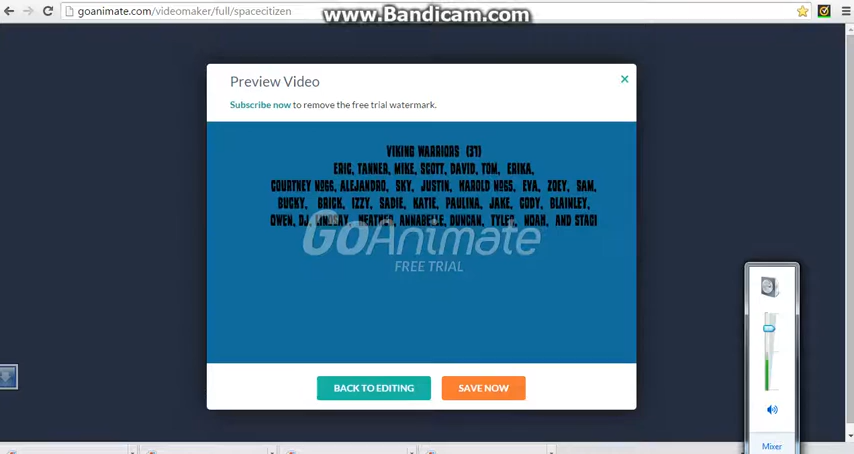 goanimate.com/videomaker/full/spacecitizen
www.Bandicam.com
Preview Video
Subscribe now to remove the free trial watermark.
VIKING WARRIORS (31)
ERIC, TANNER, MIKE, SCOTT, DAVID, TOM, ERIKA,
COURTNEY NO66, ALEJANDRO, SKY, JUSTIN, HAROLD NO55, EVA, ZOEY, SAM,
BUCKY, BRICK, IZZY, SADIE, KATIE, PAULINA, JAKE, CODY, BLAINLEY,
OWEN, DJ, LINDSAY, HEATHER, ANNABELLE, DUNCAN, TYLER, NOAH, AND STACI
GoAnimate
FREE TRIAL
BACK TO EDITING
SAVE NOW
Mixer